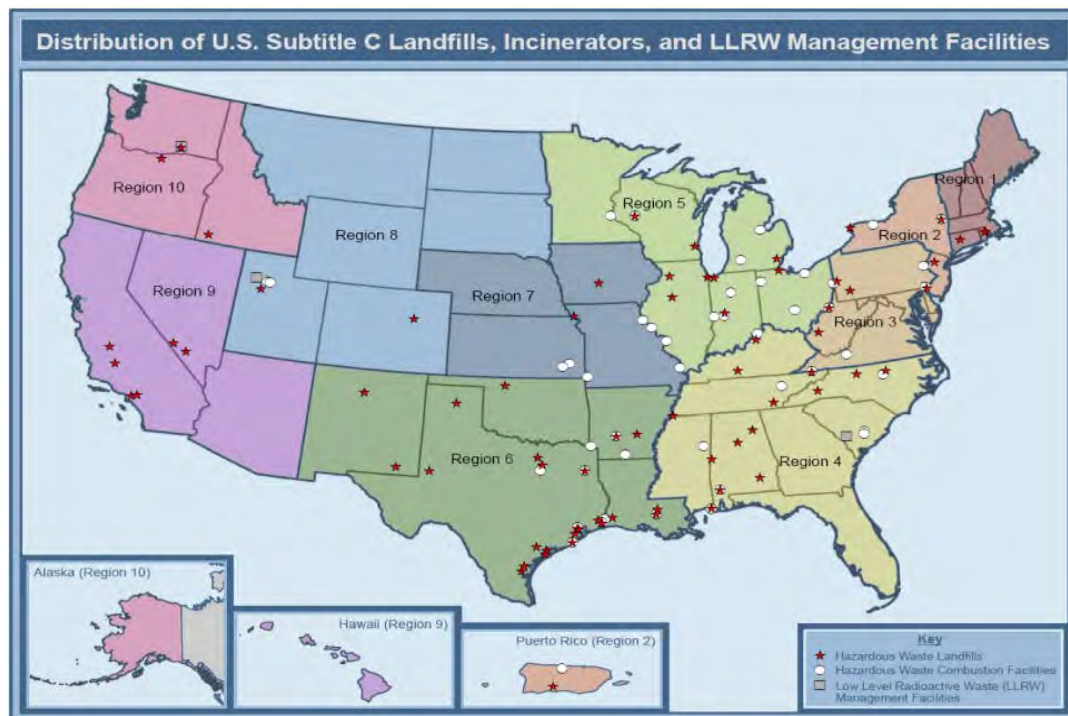 Distribution of U.S. Subtitle C Landfills, Incinerators, and LLRW Management Facilities
Region 1
Region 10
Region 5
Region 2
Region 8
Region 9
Region 7
Region 3
Region 6
Region 4
Alaska (Region 10)
Hawaii (Region 9)
Puerto Rico (Region 2)
Key
Hazardous Waste Landfills
Hazardous Waste Combustion Facilities
Low Level Radioactive Waste (LLRW)
Management Facilities